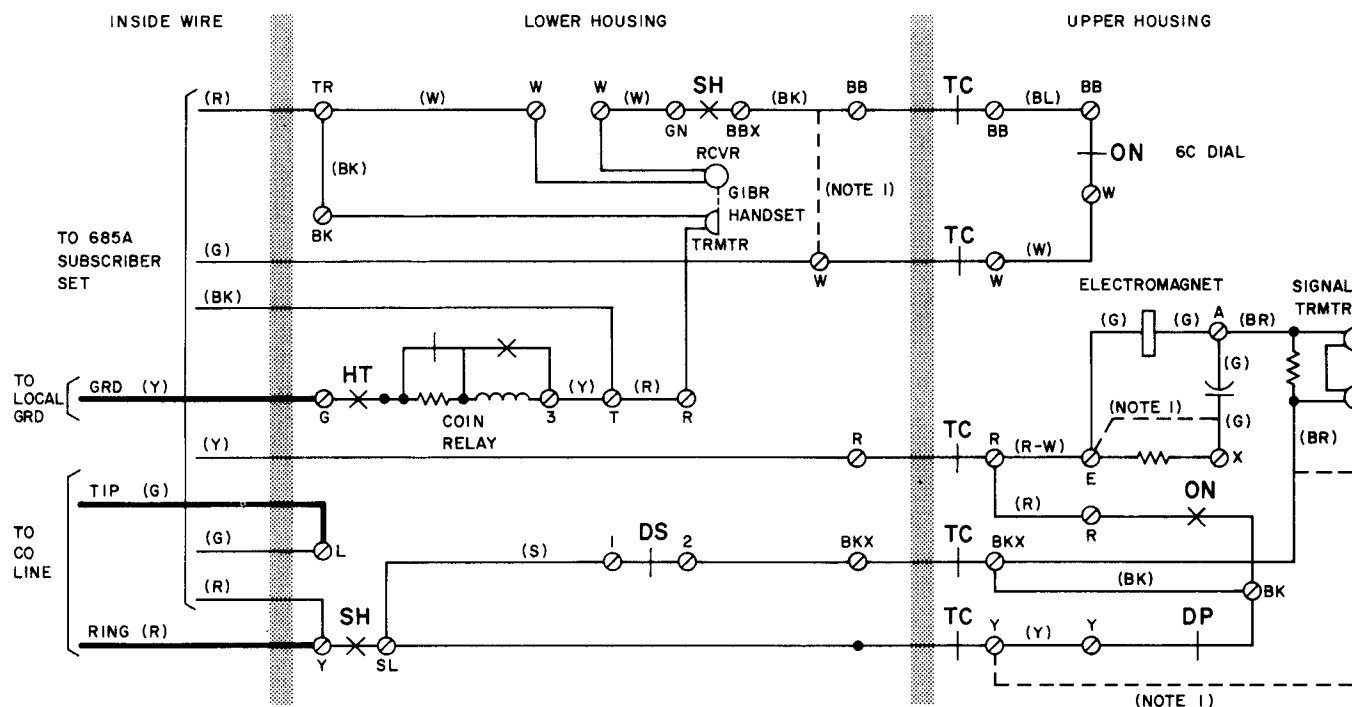 INSIDE WIRE
LOWER HOUSING
UPPER HOUSING
(R)
TR
(W)
W
W
(W)
SH
(BK)
BB
TC
(BL)
BB
GN
BBX
BB
ON
6C DIAL
RCVR
(BK)
G1BR
(NOTE 1)
W
HANDSET
BK
TRMTR
TO 685A
SUBSCRIBER
SET
(G)
TC
(W)
W
W
(BK)
ELECTROMAGNET
SIGNAL
TRMTR
(G)
(G)
A
(BR)
(G)
TO
LOCAL
GRD
GRD (Y)
HT
G
COIN
RELAY
3
(Y)
T
(R)
R
(NOTE 1)
(G)
(BR)
(Y)
R
TC
R
(R-W)
E
X
TIP (G)
(R)
R
ON
TO
CO
LINE
(G)
L
(S)
1
DS
2
BKX
TC
BKX
(BK)
BK
(R)
RING (R)
Y
SH
SL
TC
Y
(Y)
Y
DP
(NOTE 1)